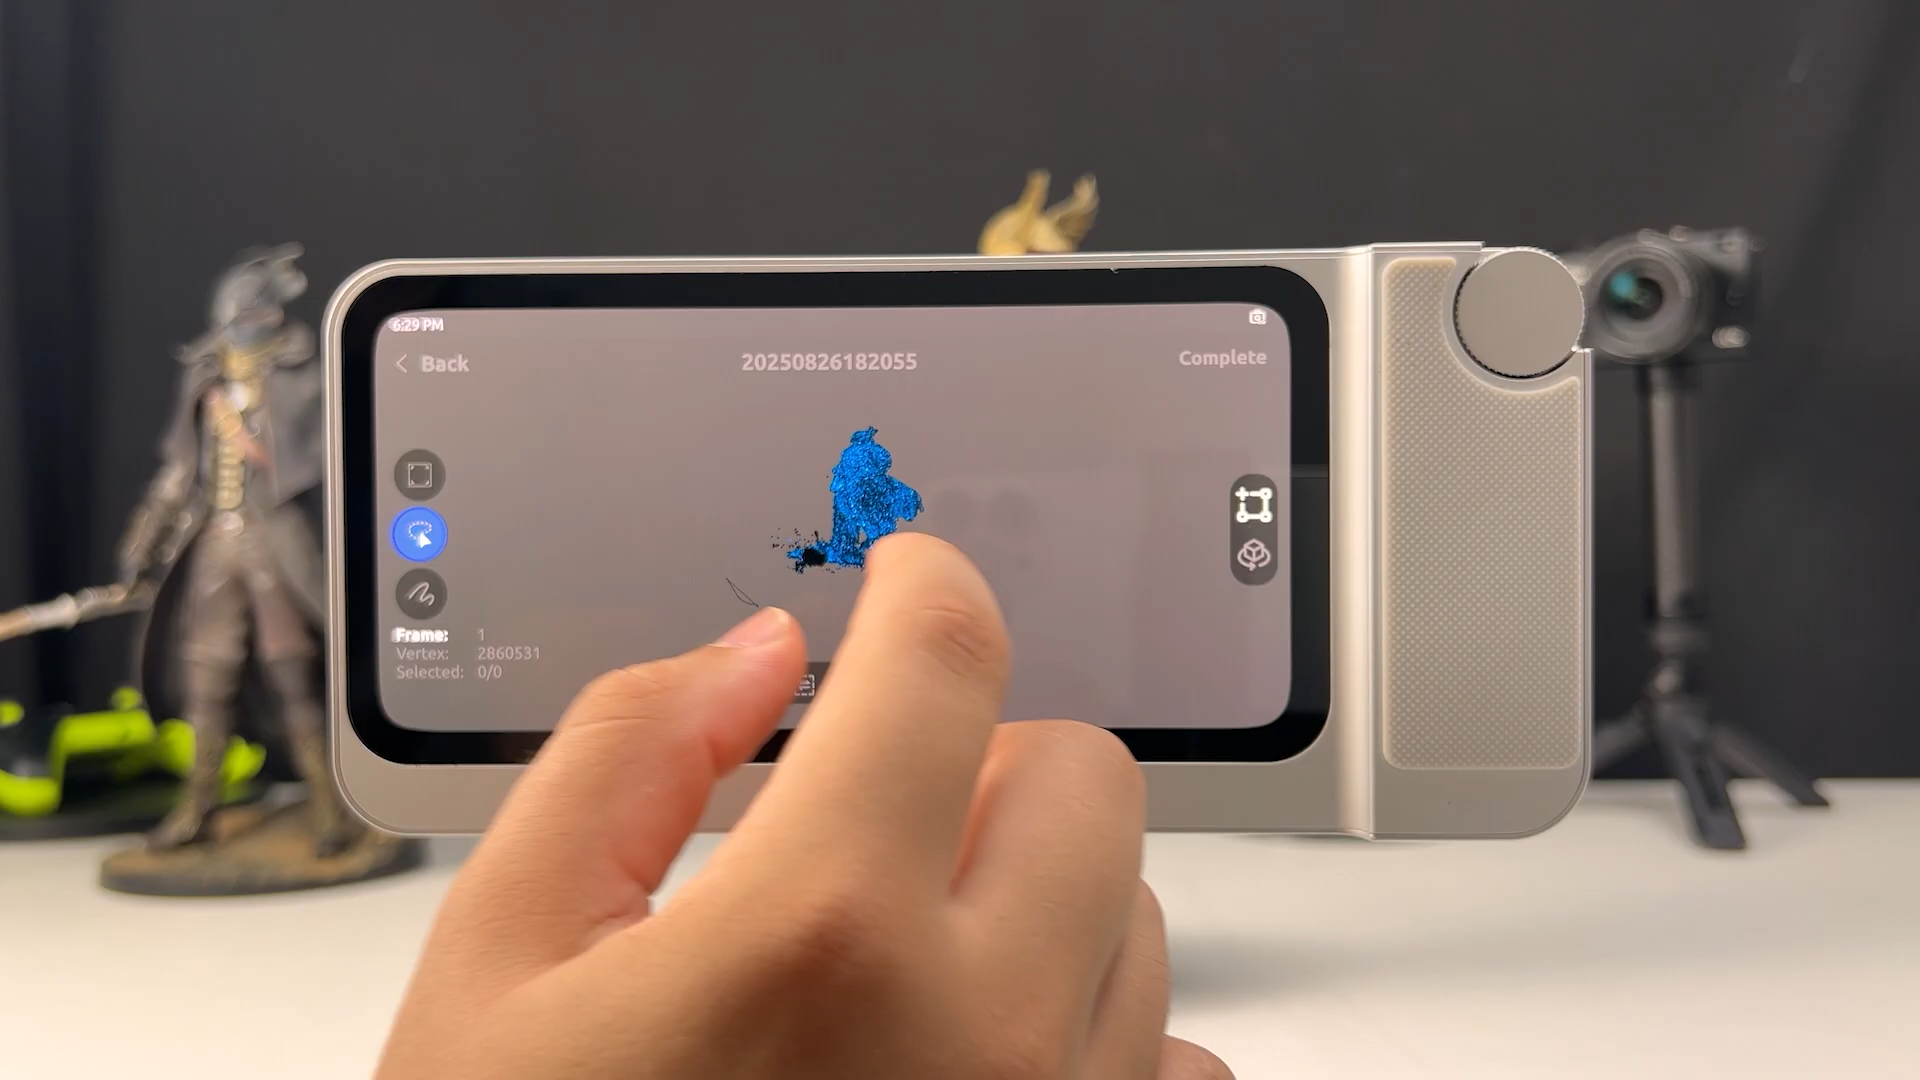 6:29 PM
Back
20250826182055
Complete
Frame: 1
Vertex: 2860531
Selected: 0/0